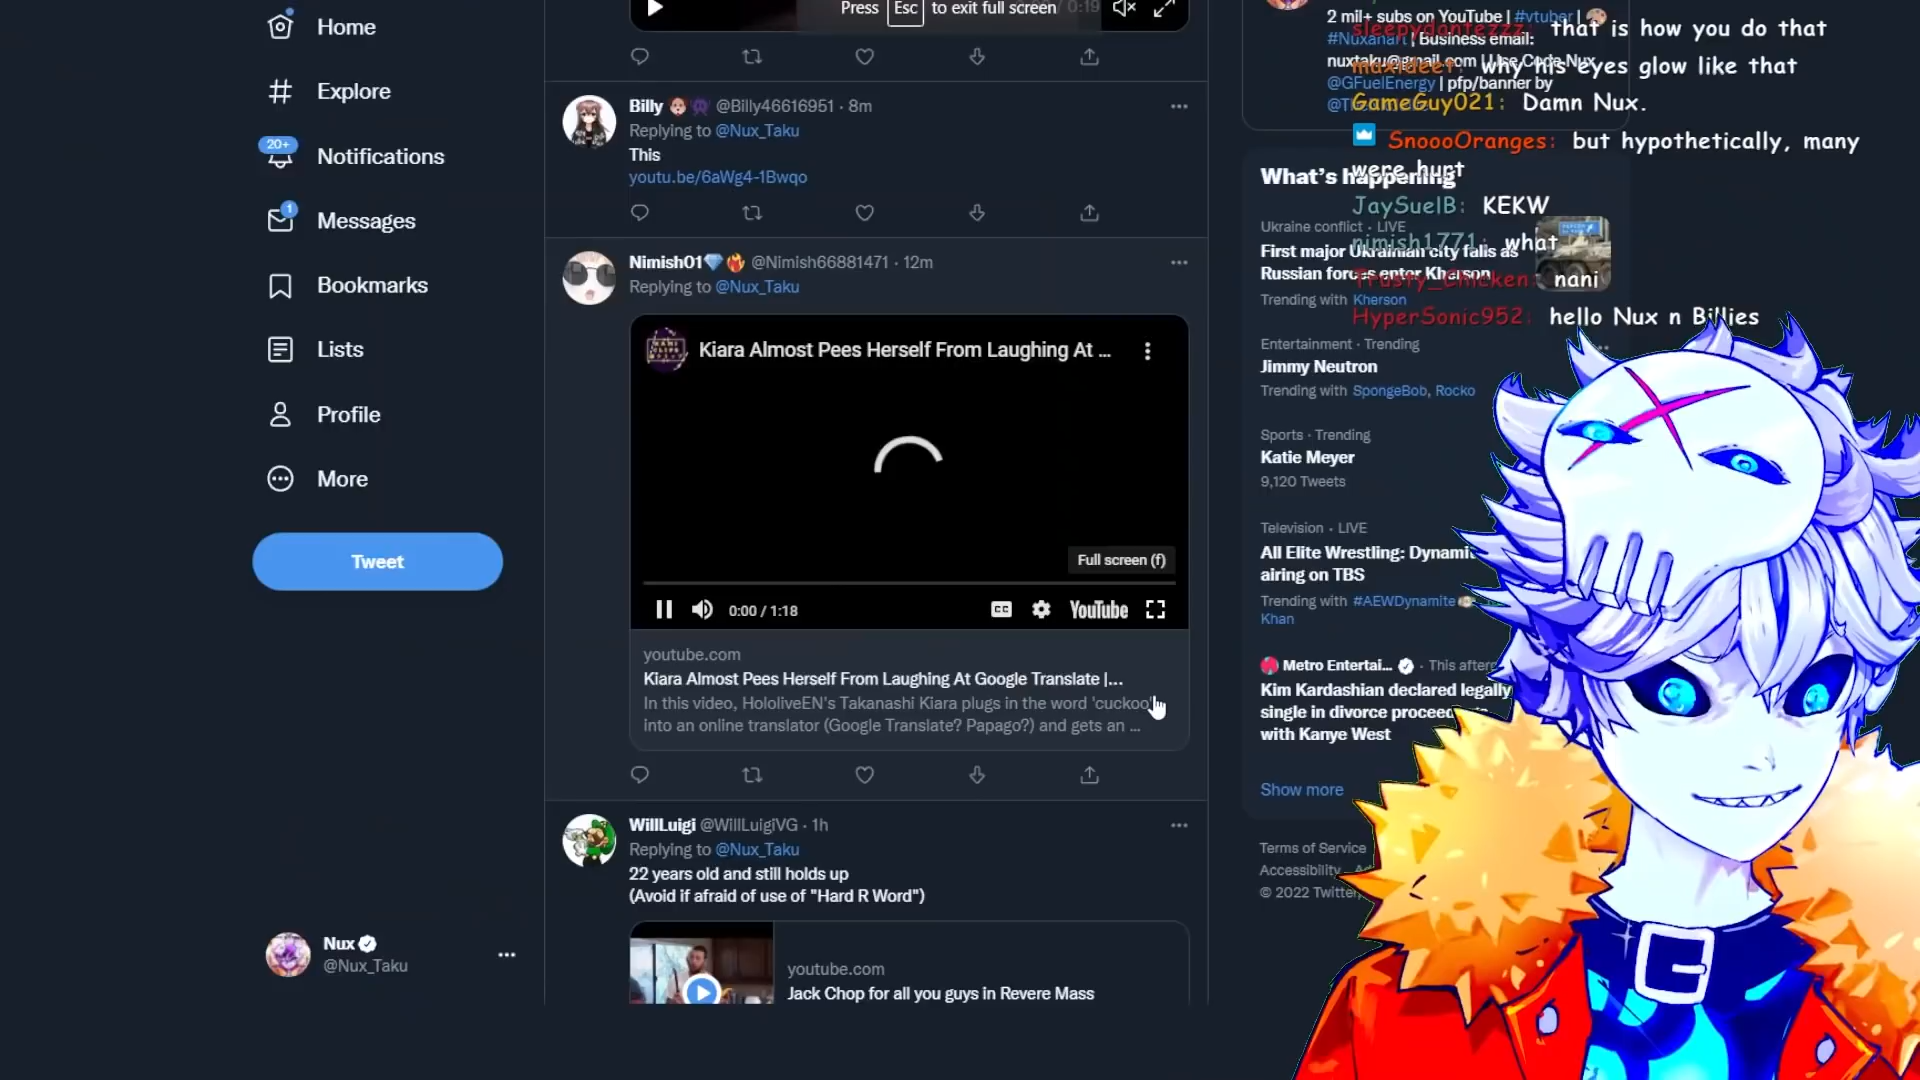 Home
Explore
20+
Notifications
1
Messages
Bookmarks
Lists
Profile
More
Tweet
Nux
@Nux_Taku
Press Esc to exit full screen
/ 0:19
Billy @Billy46616951 · 8m
Replying to @Nux_Taku
This
youtu.be/6aWg4-1Bwqo
Nimish01 @Nimish66881471 · 12m
Replying to @Nux_Taku
Kiara Almost Pees Herself From Laughing At ...
Full screen (f)
0:00 / 1:18
CC
YouTube
youtube.com
Kiara Almost Pees Herself From Laughing At Google Translate |...
In this video, HololiveEN's Takanashi Kiara plugs in the word 'cuckoo'
into an online translator (Google Translate? Papago?) and gets an ...
WillLuigi @WillLuigiVG · 1h
Replying to @Nux_Taku
22 years old and still holds up
(Avoid if afraid of use of "Hard R Word")
youtube.com
Jack Chop for all you guys in Revere Mass
2 mil+ subs on YouTube | #vtuber |
#Nuxanart | Business email:
nuxtaku@gmail.com | Use Code Nux
@GFuelEnergy | pfp/banner by
sleepydantezzz: that is how you do that
maxideet: why his eyes glow like that
GameGuy021: Damn Nux.
SnoooOranges: but hypothetically, many
were hurt
JaySuelB: KEKW
nimish1771: what
Trusty_Chicken: nani
HyperSonic952: hello Nux n Billies
What's happening
Ukraine conflict · LIVE
First major Ukrainian city falls as
Russian forces enter Kherson
Trending with Kherson
Entertainment · Trending
Jimmy Neutron
Trending with SpongeBob, Rocko
Sports · Trending
Katie Meyer
9,120 Tweets
Television · LIVE
All Elite Wrestling:
airing on TBS
Trending with #AEWDynamite
Khan
Metro Entertai... · This
Kim Kardashian declared legally
single in divorce
with Kanye West
Show more
Terms of Service
Accessibility
© 2022